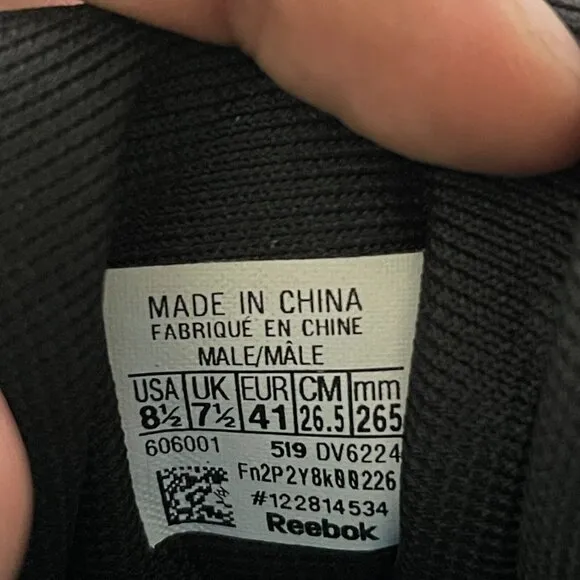 MADE IN CHINA
FABRIQUÉ EN CHINE
MALE/MÂLE
USA UK EUR CM mm
8½ 7½ 41 26.5 265
606001 519 DV6224
Fn2P2Y8k00226
#122814534
Reebok